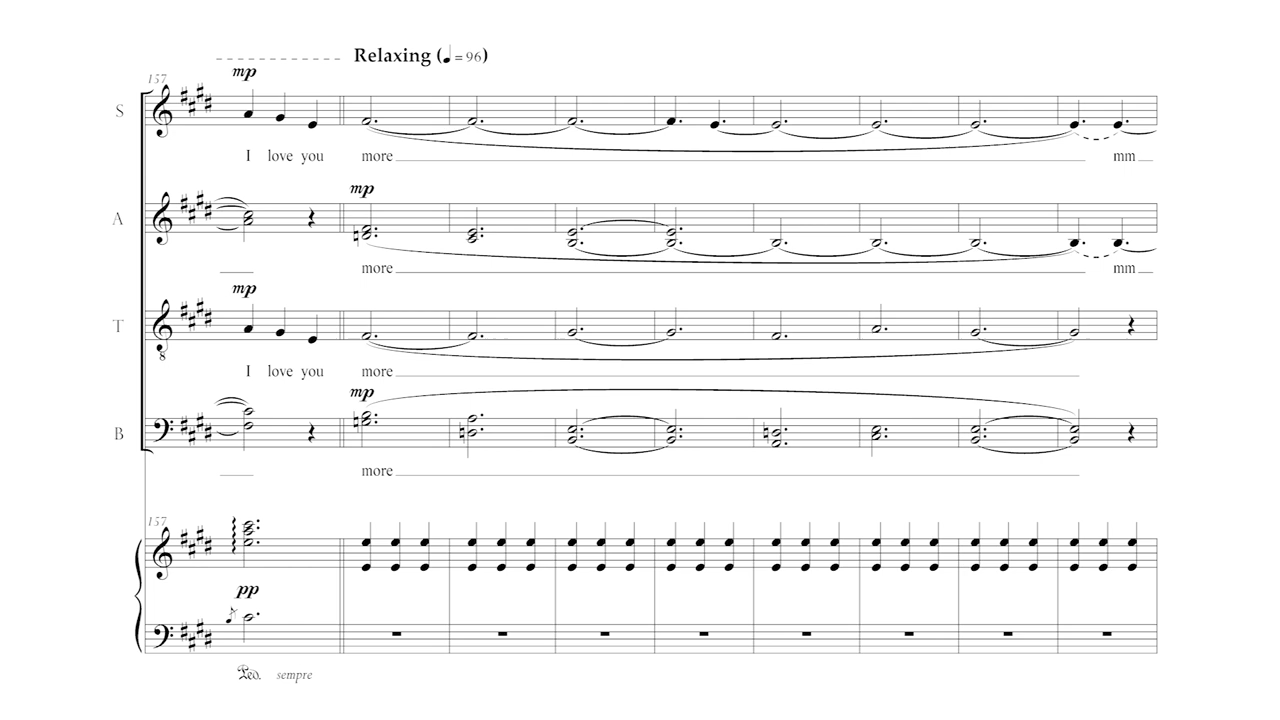 Relaxing (♩ = 96)
mp
157
S
I love you more mm
mp
A
more mm
mp
T
8
I love you more
mp
B
more
157
pp
Ped. sempre